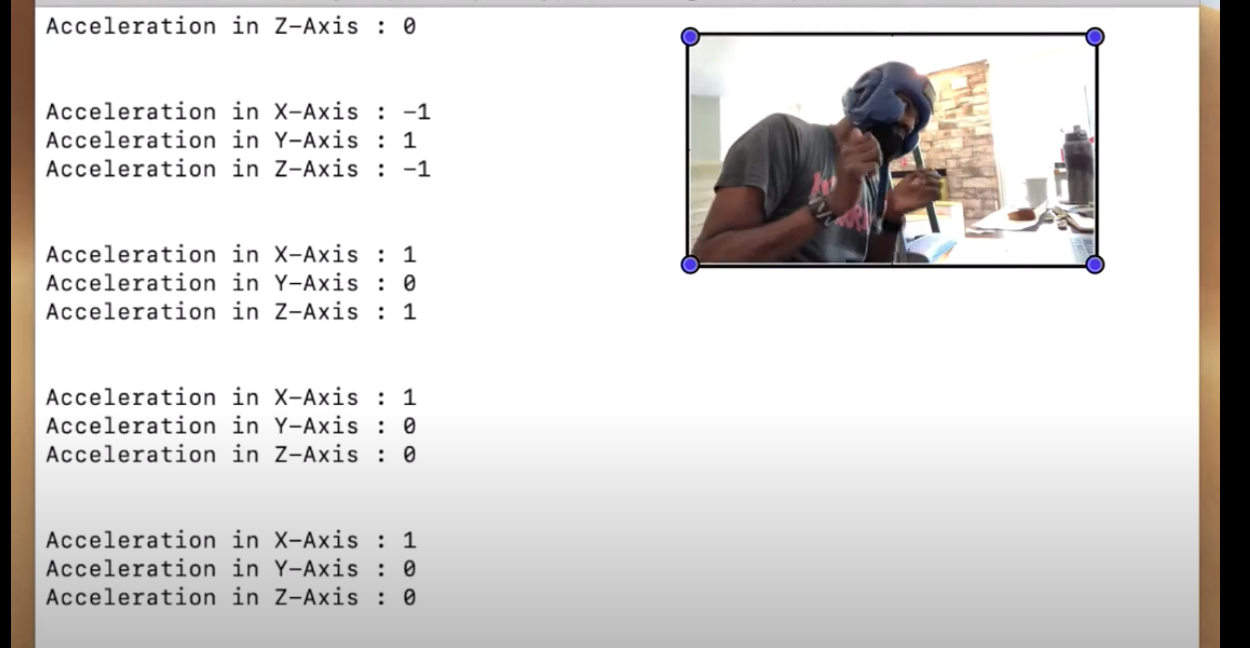 Acceleration in Z-Axis : 0
Acceleration in X-Axis : -1
Acceleration in Y-Axis : 1
Acceleration in Z-Axis : -1
Acceleration in X-Axis : 1
Acceleration in Y-Axis : 0
Acceleration in Z-Axis : 1
Acceleration in X-Axis : 1
Acceleration in Y-Axis : 0
Acceleration in Z-Axis : 0
Acceleration in X-Axis : 1
Acceleration in Y-Axis : 0
Acceleration in Z-Axis : 0